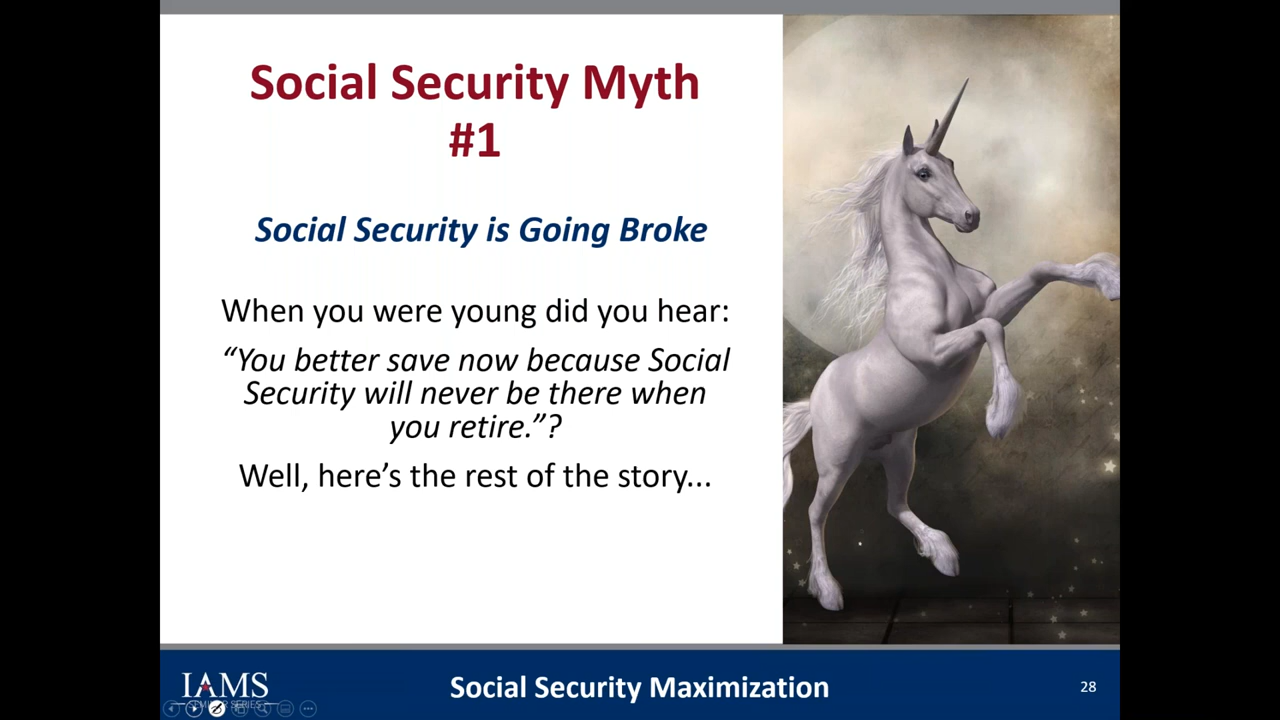 Social Security Myth
#1
Social Security is Going Broke
When you were young did you hear:
“You better save now because Social
Security will never be there when
you retire.”?
Well, here’s the rest of the story...
IAMS
SEMINAR SERIES
Social Security Maximization
28